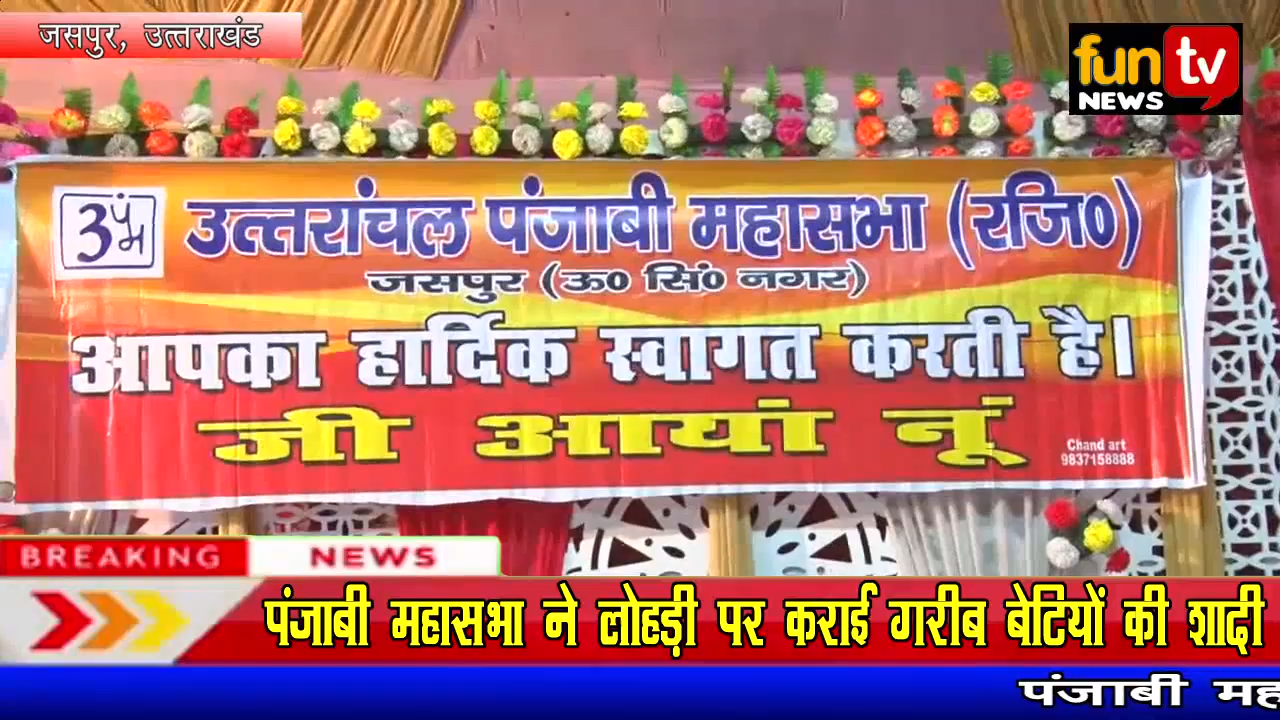 जसपुर, उत्तराखंड
fun tv
NEWS
उ पं म
उत्तरांचल पंजाबी महासभा (रजि०)
जसपुर (ऊ० सिं० नगर)
आपका हार्दिक स्वागत करती है।
जी आयां नूं
Chand art
9837158888
BREAKING NEWS
पंजाबी महासभा ने लोहड़ी पर कराई गरीब बेटियों की शादी
पंजाबी मह